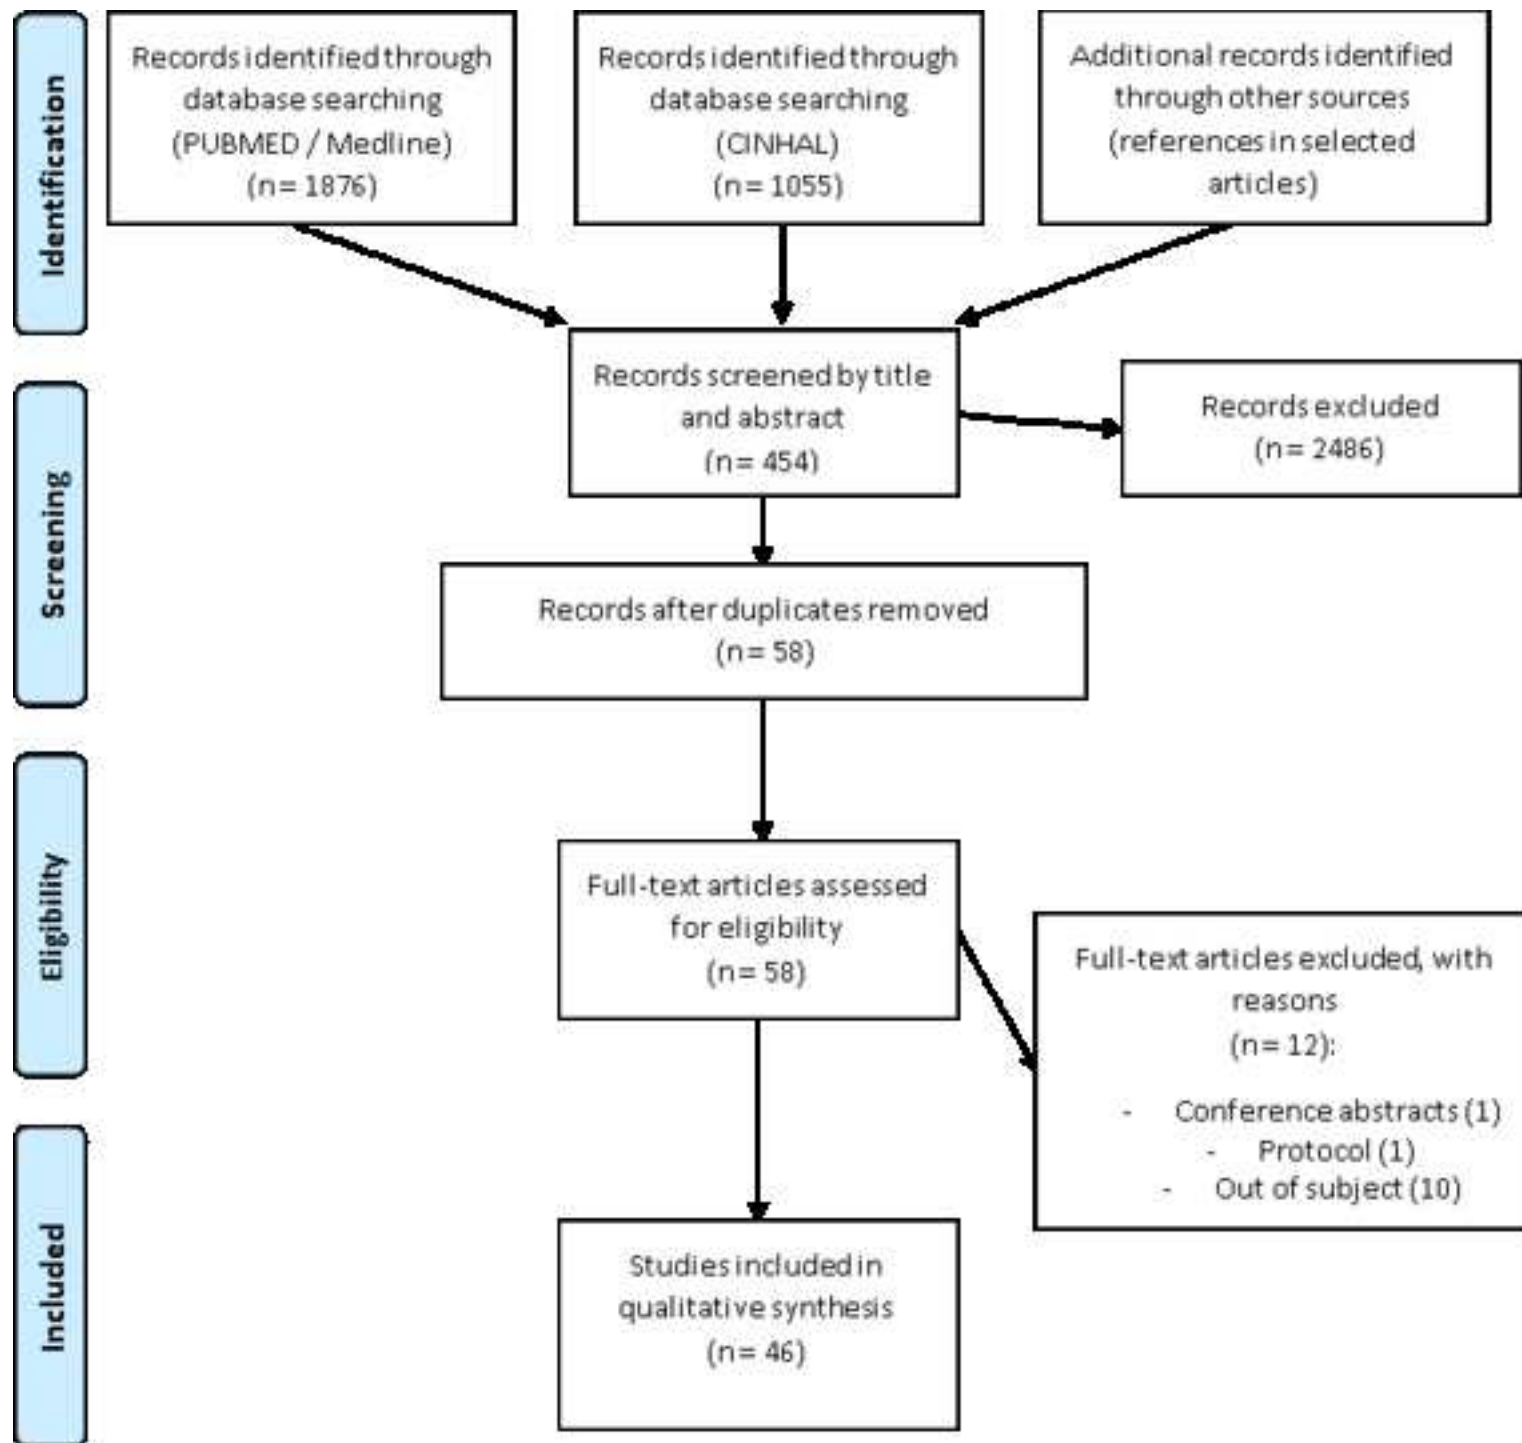 Identification
Records identified through
database searching
(PUBMED / Medline)
(n= 1876)
Records identified through
database searching
(CINHAL)
(n= 1055)
Additional records identified
through other sources
(references in selected
articles)
Screening
Records screened by title
and abstract
(n= 454)
Records excluded
(n= 2486)
Records after duplicates removed
(n= 58)
Eligibility
Full-text articles assessed
for eligibility
(n= 58)
Full-text articles excluded, with
reasons
(n= 12):
- Conference abstracts (1)
- Protocol (1)
- Out of subject (10)
Included
Studies included in
qualitative synthesis
(n= 46)